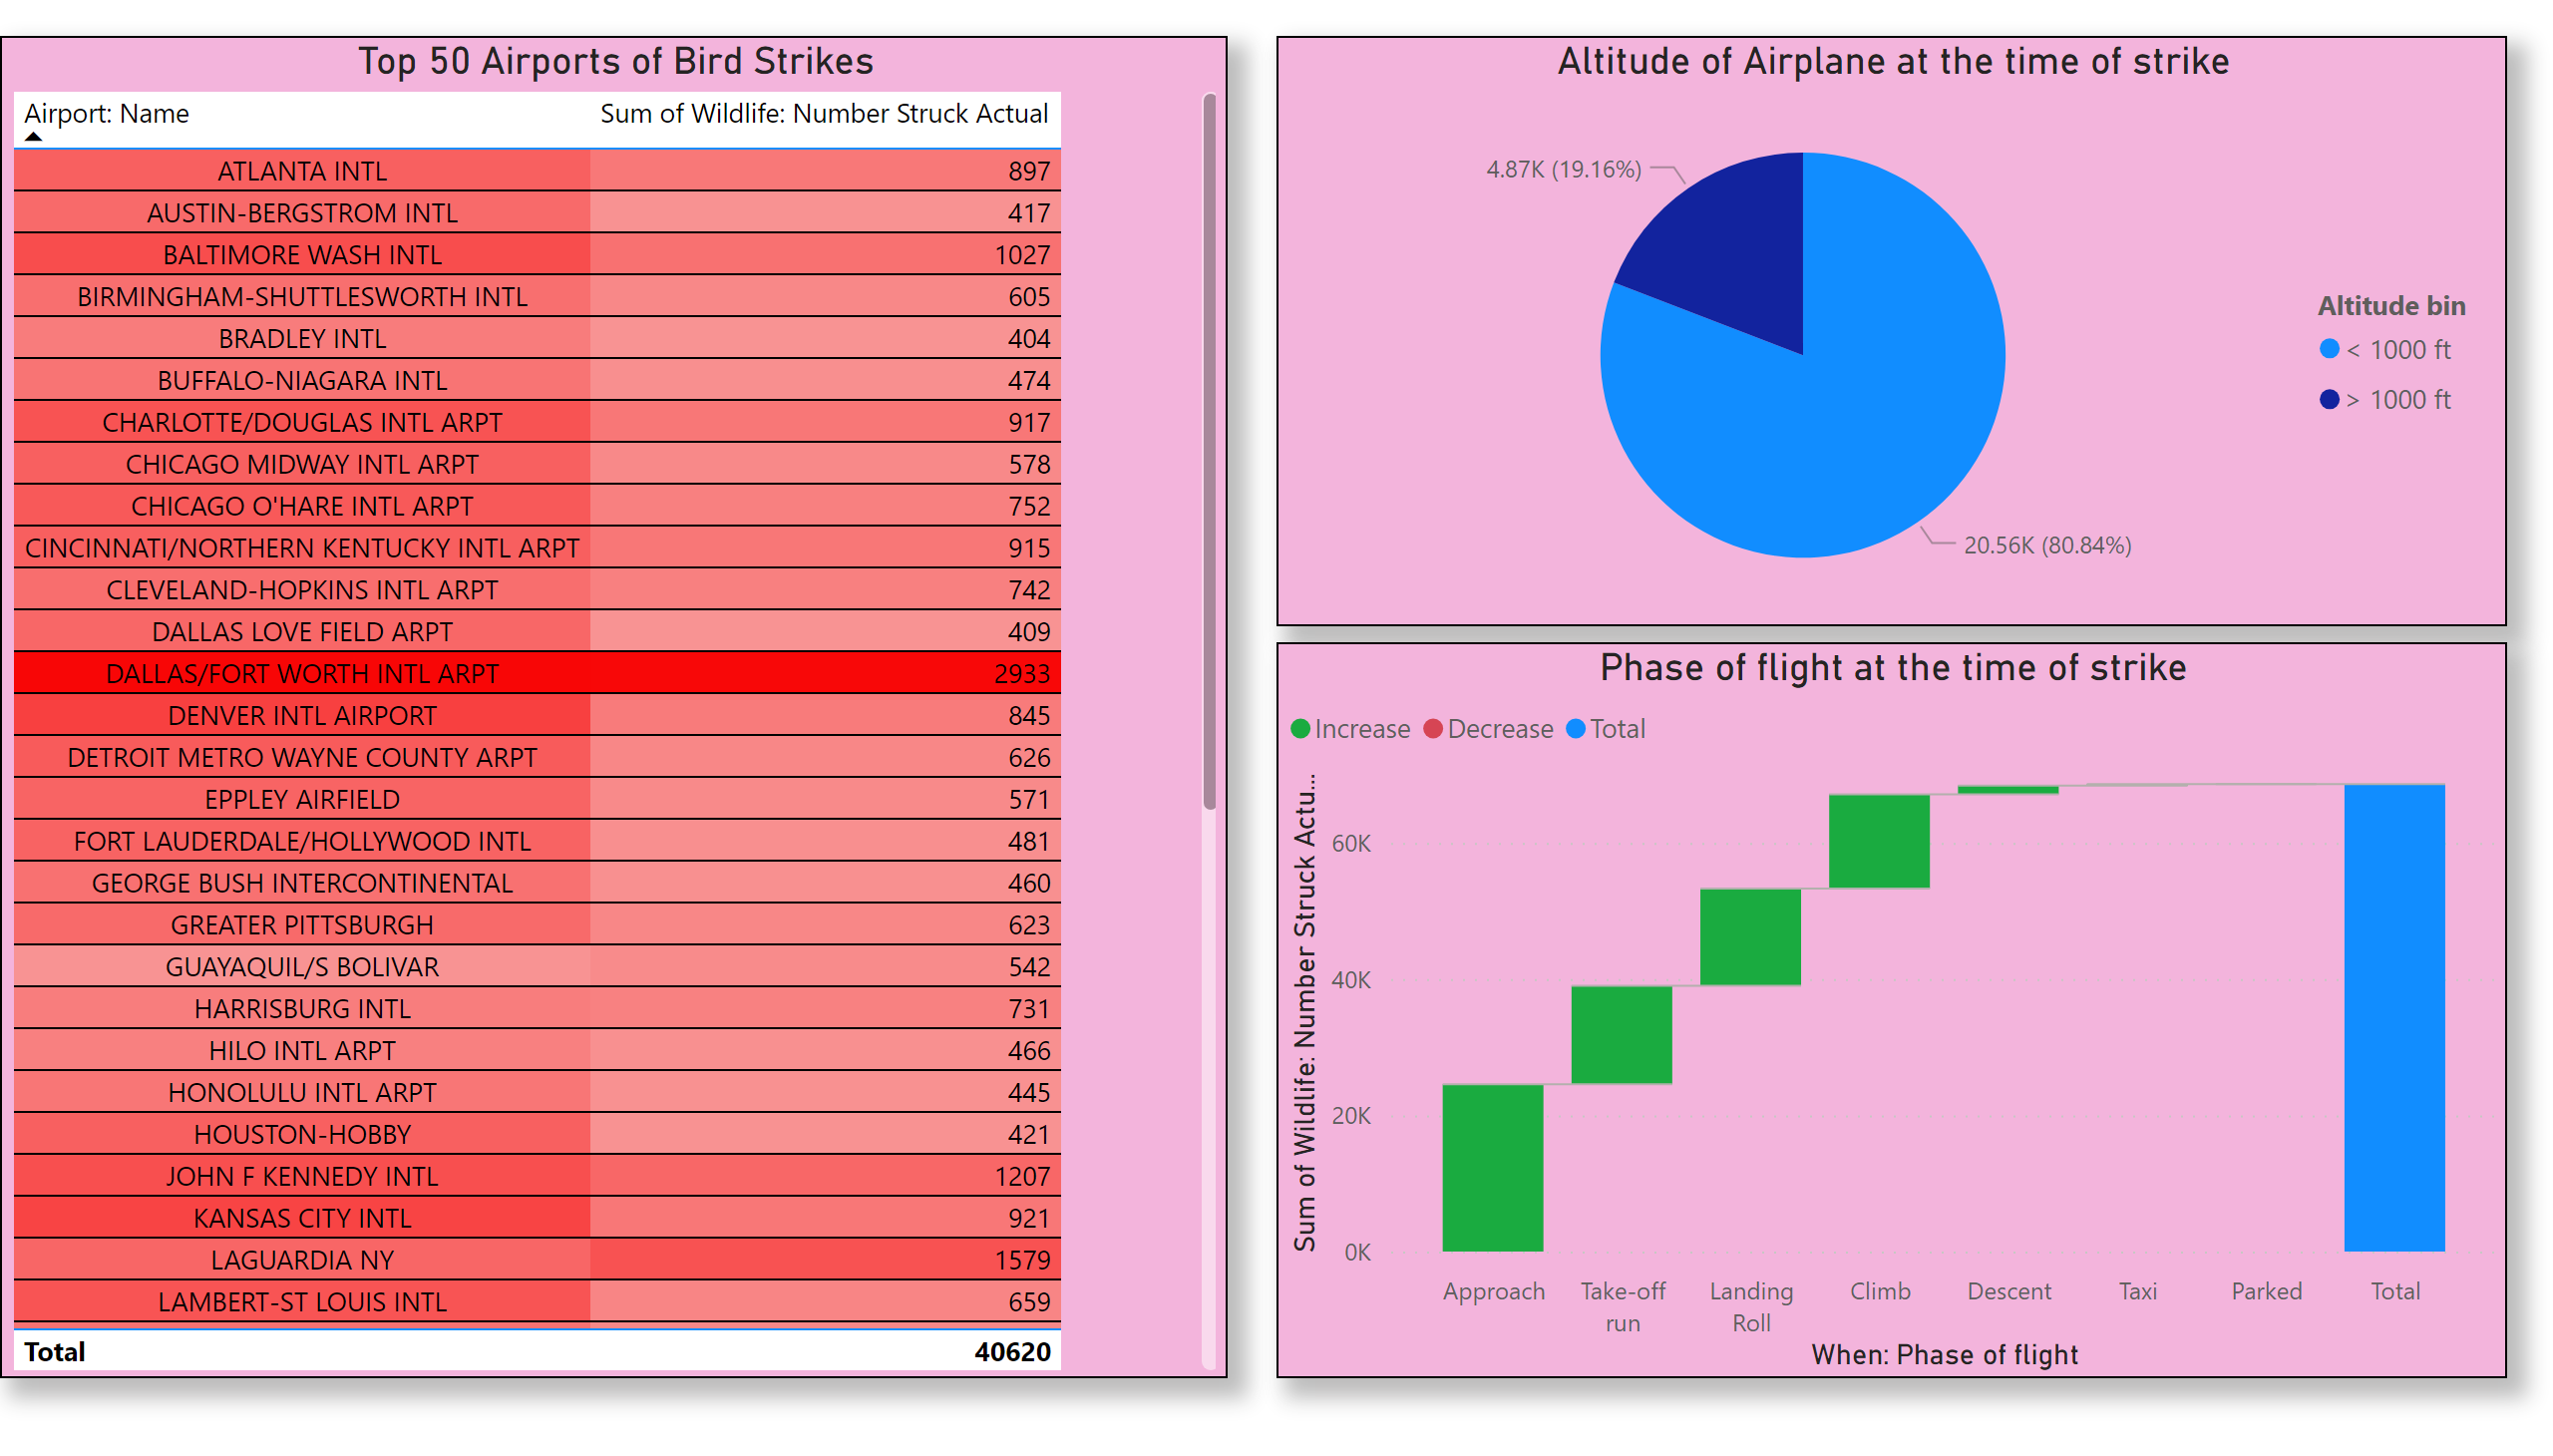 Top 50 Airports of Bird Strikes
Airport: Name Sum of Wildlife: Number Struck Actual
ATLANTA INTL 897
AUSTIN-BERGSTROM INTL 417
BALTIMORE WASH INTL 1027
BIRMINGHAM-SHUTTLESWORTH INTL 605
BRADLEY INTL 404
BUFFALO-NIAGARA INTL 474
CHARLOTTE/DOUGLAS INTL ARPT 917
CHICAGO MIDWAY INTL ARPT 578
CHICAGO O'HARE INTL ARPT 752
CINCINNATI/NORTHERN KENTUCKY INTL ARPT 915
CLEVELAND-HOPKINS INTL ARPT 742
DALLAS LOVE FIELD ARPT 409
DALLAS/FORT WORTH INTL ARPT 2933
DENVER INTL AIRPORT 845
DETROIT METRO WAYNE COUNTY ARPT 626
EPPLEY AIRFIELD 571
FORT LAUDERDALE/HOLLYWOOD INTL 481
GEORGE BUSH INTERCONTINENTAL 460
GREATER PITTSBURGH 623
GUAYAQUIL/S BOLIVAR 542
HARRISBURG INTL 731
HILO INTL ARPT 466
HONOLULU INTL ARPT 445
HOUSTON-HOBBY 421
JOHN F KENNEDY INTL 1207
KANSAS CITY INTL 921
LAGUARDIA NY 1579
LAMBERT-ST LOUIS INTL 659
Total 40620
Altitude of Airplane at the time of strike
4.87K (19.16%)
20.56K (80.84%)
Altitude bin
< 1000 ft
> 1000 ft
Phase of flight at the time of strike
Increase Decrease Total
Sum of Wildlife: Number Struck Actu...
60K
40K
20K
0K
Approach Take-off run Landing Roll Climb Descent Taxi Parked Total
When: Phase of flight